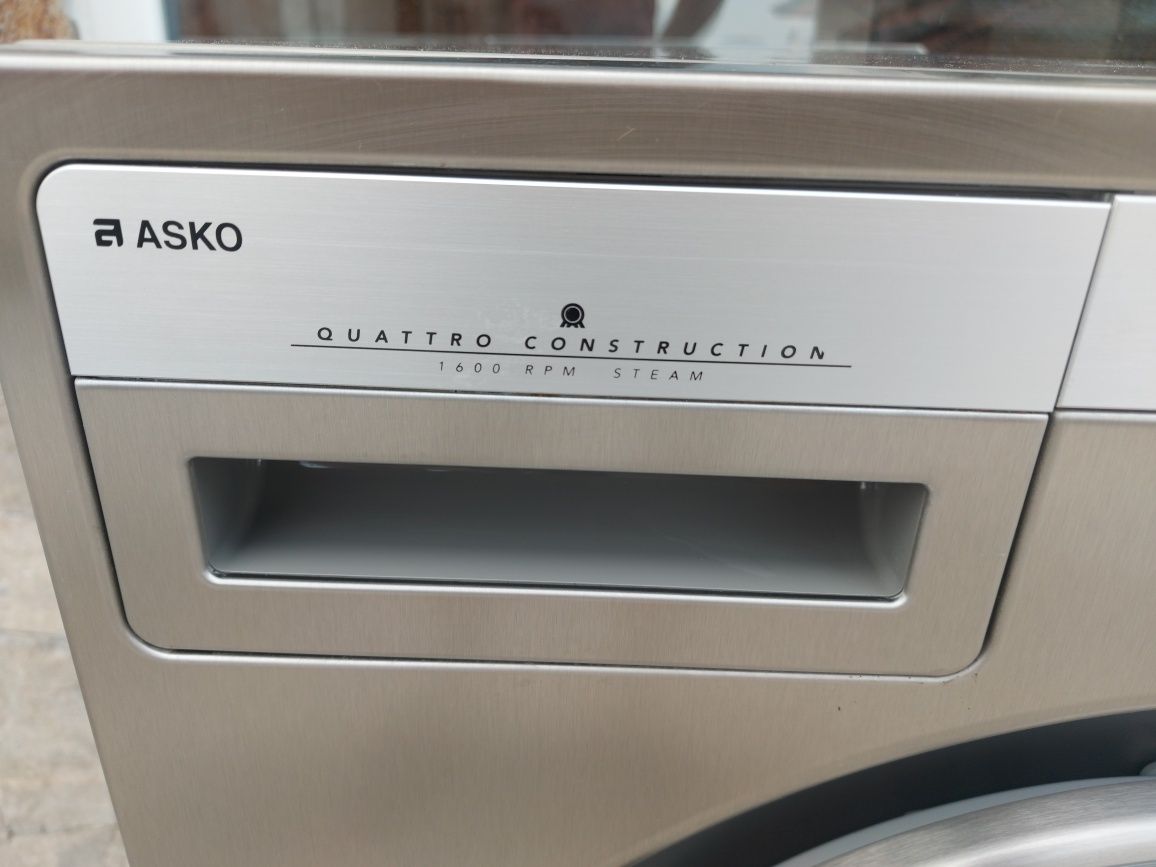 ASKO
QUATTRO CONSTRUCTION
1600 RPM STEAM